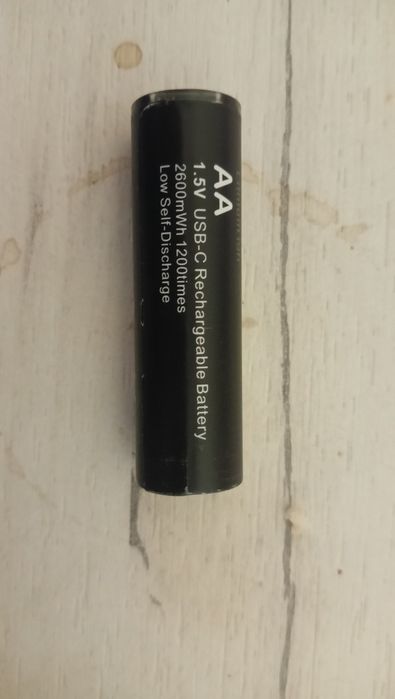 AA
1.5V USB-C Rechargeable Battery
2600mWh 1200times
Low Self-Discharge